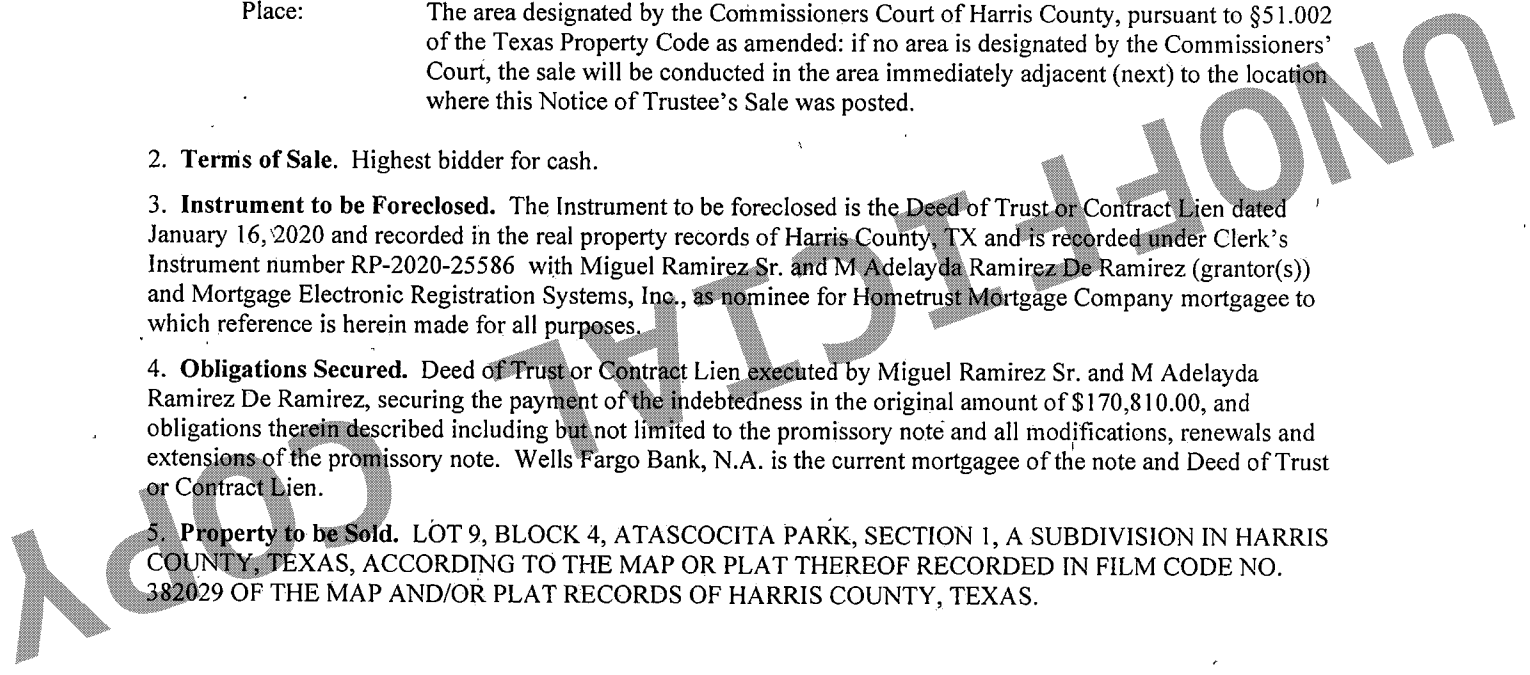 Place: The area designated by the Commissioners Court of Harris County, pursuant to §51.002
of the Texas Property Code as amended: if no area is designated by the Commissioners'
Court, the sale will be conducted in the area immediately adjacent (next) to the location
where this Notice of Trustee's Sale was posted.
2. Terms of Sale. Highest bidder for cash.
3. Instrument to be Foreclosed. The Instrument to be foreclosed is the Deed of Trust or Contract Lien dated
January 16, 2020 and recorded in the real property records of Harris County, TX and is recorded under Clerk's
Instrument number RP-2020-25586 with Miguel Ramirez Sr. and M Adelayda Ramirez De Ramirez (grantor(s))
and Mortgage Electronic Registration Systems, Inc., as nominee for Hometrust Mortgage Company mortgagee to
which reference is herein made for all purposes.
4. Obligations Secured. Deed of Trust or Contract Lien executed by Miguel Ramirez Sr. and M Adelayda
Ramirez De Ramirez, securing the payment of the indebtedness in the original amount of $170,810.00, and
obligations therein described including but not limited to the promissory note and all modifications, renewals and
extensions of the promissory note. Wells Fargo Bank, N.A. is the current mortgagee of the note and Deed of Trust
or Contract Lien.
5. Property to be Sold. LOT 9, BLOCK 4, ATASCOCITA PARK, SECTION 1, A SUBDIVISION IN HARRIS
COUNTY, TEXAS, ACCORDING TO THE MAP OR PLAT THEREOF RECORDED IN FILM CODE NO.
382029 OF THE MAP AND/OR PLAT RECORDS OF HARRIS COUNTY, TEXAS.
UNOFFICIAL COPY